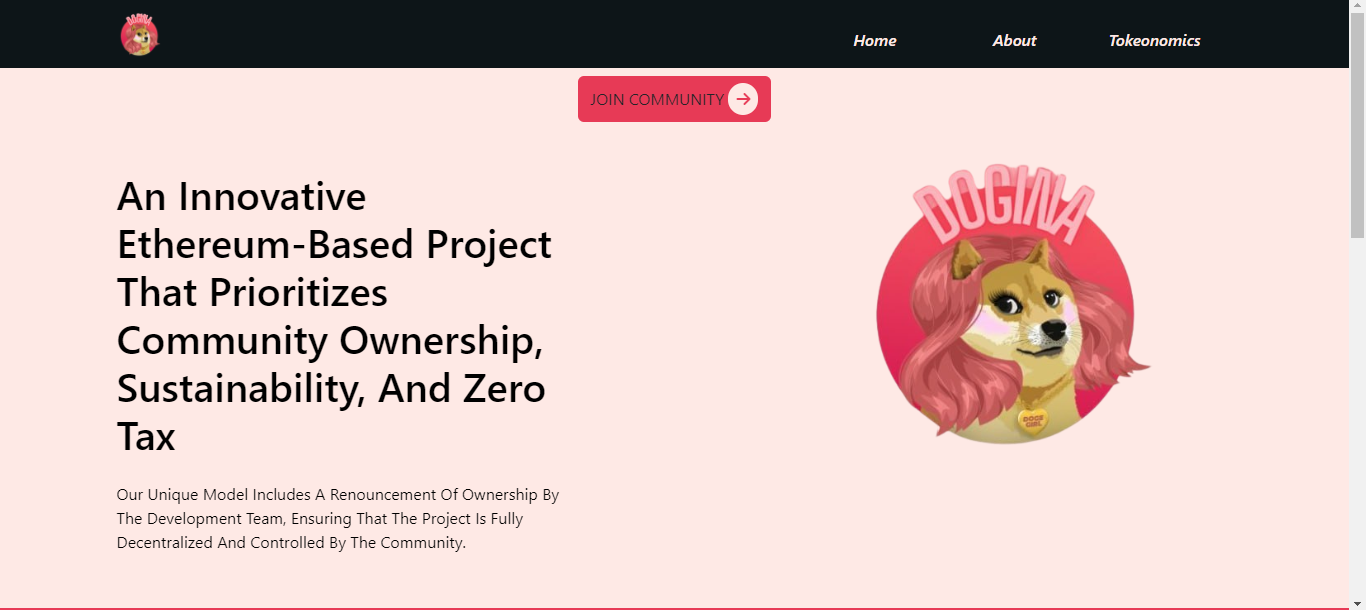 DOGINA
Home
About
Tokeonomics
JOIN COMMUNITY
An Innovative
Ethereum-Based Project
That Prioritizes
Community Ownership,
Sustainability, And Zero
Tax
Our Unique Model Includes A Renouncement Of Ownership By
The Development Team, Ensuring That The Project Is Fully
Decentralized And Controlled By The Community.
DOGINA
DOGE
GIRL